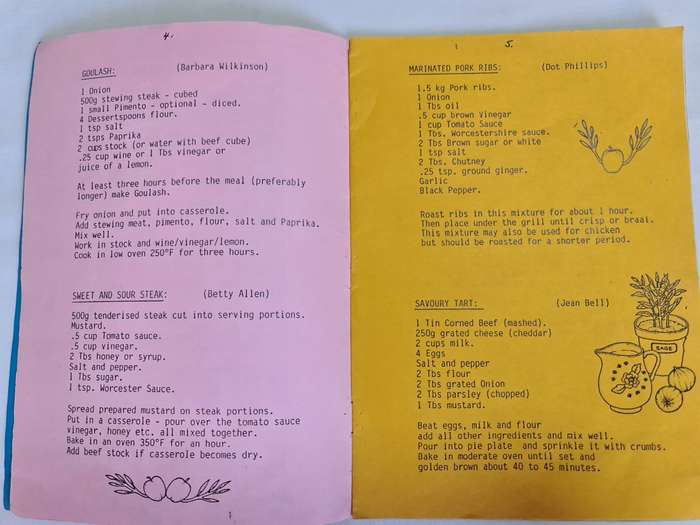 4.
GOULASH: (Barbara Wilkinson)
1 Onion
500g stewing steak - cubed
1 small Pimento - optional - diced.
4 Dessertspoons flour.
1 tsp salt
2 tsps Paprika
2 cups stock (or water with beef cube)
.25 cup wine or 1 Tbs vinegar or
juice of a lemon.
At least three hours before the meal (preferably
longer) make Goulash.
Fry onion and put into casserole.
Add stewing meat, pimento, flour, salt and Paprika.
Mix well.
Work in stock and wine/vinegar/lemon.
Cook in low oven 250°F for three hours.
SWEET AND SOUR STEAK: (Betty Allen)
500g tenderised steak cut into serving portions.
Mustard.
.5 cup Tomato sauce.
.5 cup vinegar.
2 Tbs honey or syrup.
Salt and pepper.
1 Tbs sugar.
1 tsp. Worcester Sauce.
Spread prepared mustard on steak portions.
Put in a casserole - pour over the tomato sauce
vinegar, honey etc. all mixed together.
Bake in an oven 350°F for an hour.
Add beef stock if casserole becomes dry.
5.
MARINATED PORK RIBS: (Dot Phillips)
1.5 kg Pork ribs.
1 Onion
1 Tbs oil
.5 cup brown Vinegar
1 cup Tomato Sauce
1 Tbs. Worcestershire sauce.
2 Tbs Brown sugar or white
1 tsp salt
2 Tbs. Chutney
.25 tsp. ground ginger.
Garlic
Black Pepper.
Roast ribs in this mixture for about 1 hour.
Then place under the grill until crisp or braai.
This mixture may also be used for chicken
but should be roasted for a shorter period.
SAVOURY TART: (Jean Bell)
1 Tin Corned Beef (mashed).
250g grated cheese (cheddar)
2 cups milk.
4 Eggs
Salt and pepper
2 Tbs flour
2 Tbs grated Onion
2 Tbs parsley (chopped)
1 Tbs mustard.
SAGE
Beat eggs, milk and flour
add all other ingredients and mix well.
Pour into pie plate and sprinkle it with crumbs.
Bake in moderate oven until set and
golden brown about 40 to 45 minutes.